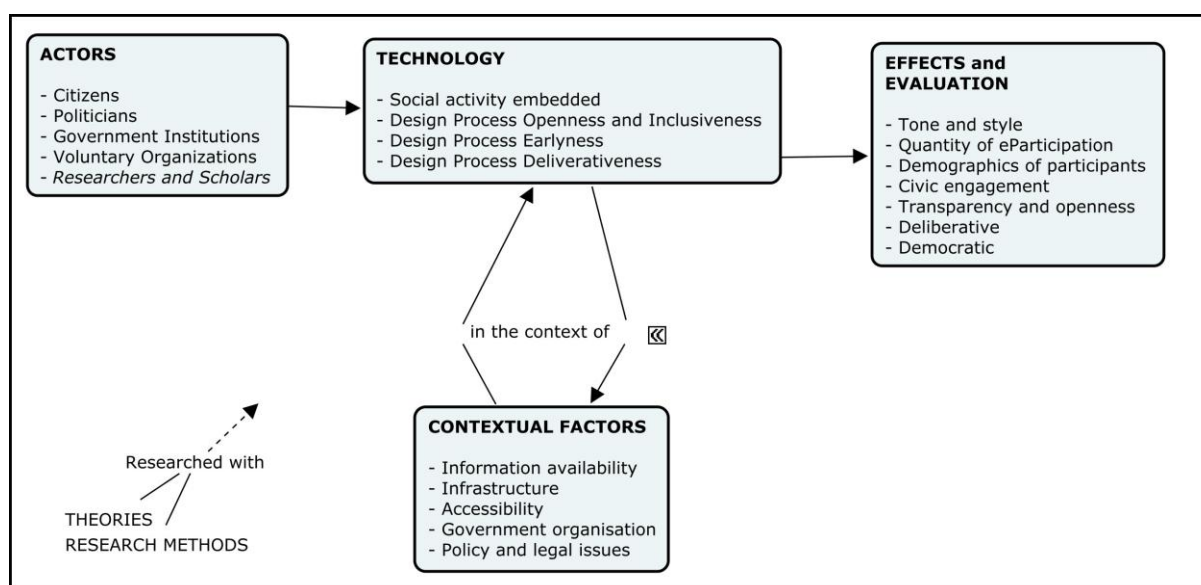 ACTORS
- Citizens
- Politicians
- Government Institutions
- Voluntary Organizations
- Researchers and Scholars
TECHNOLOGY
- Social activity embedded
- Design Process Openness and Inclusiveness
- Design Process Earlyness
- Design Process Deliverativeness
EFFECTS and
EVALUATION
- Tone and style
- Quantity of eParticipation
- Demographics of participants
- Civic engagement
- Transparency and openness
- Deliberative
- Democratic
in the context of
CONTEXTUAL FACTORS
- Information availability
- Infrastructure
- Accessibility
- Government organisation
- Policy and legal issues
Researched with
THEORIES
RESEARCH METHODS